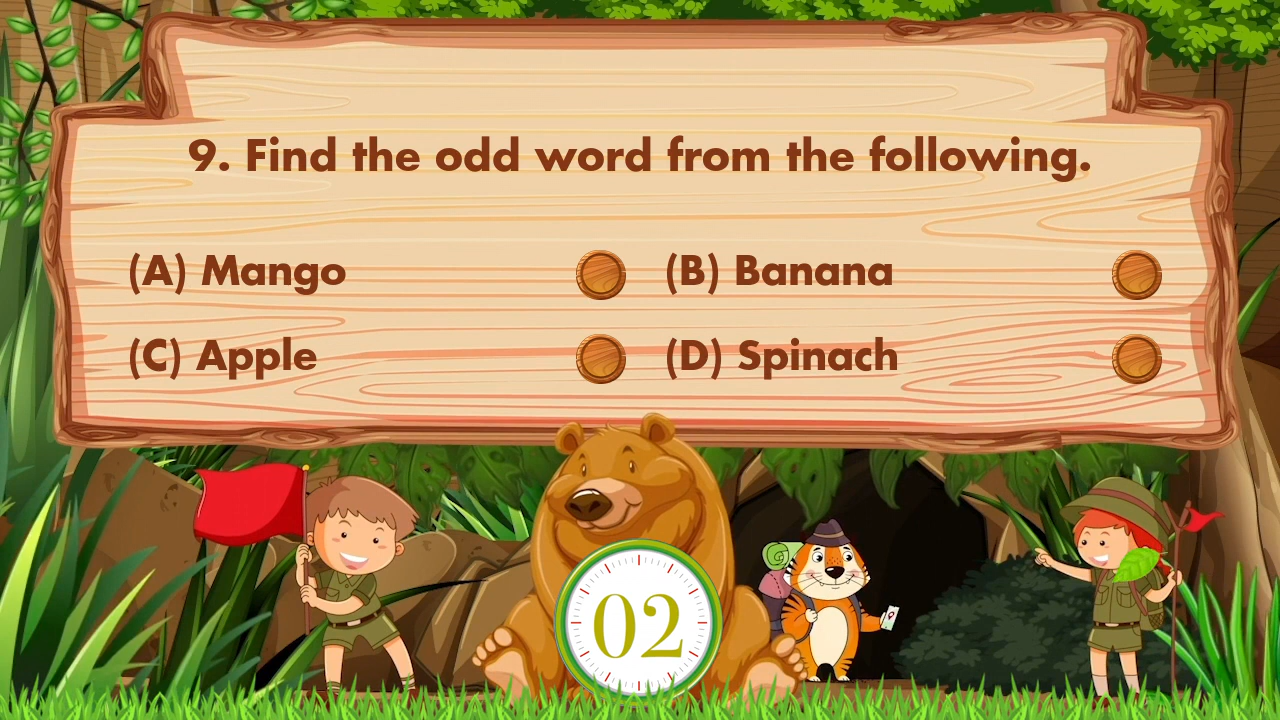 9. Find the odd word from the following.
(A) Mango (B) Banana
(C) Apple (D) Spinach
02